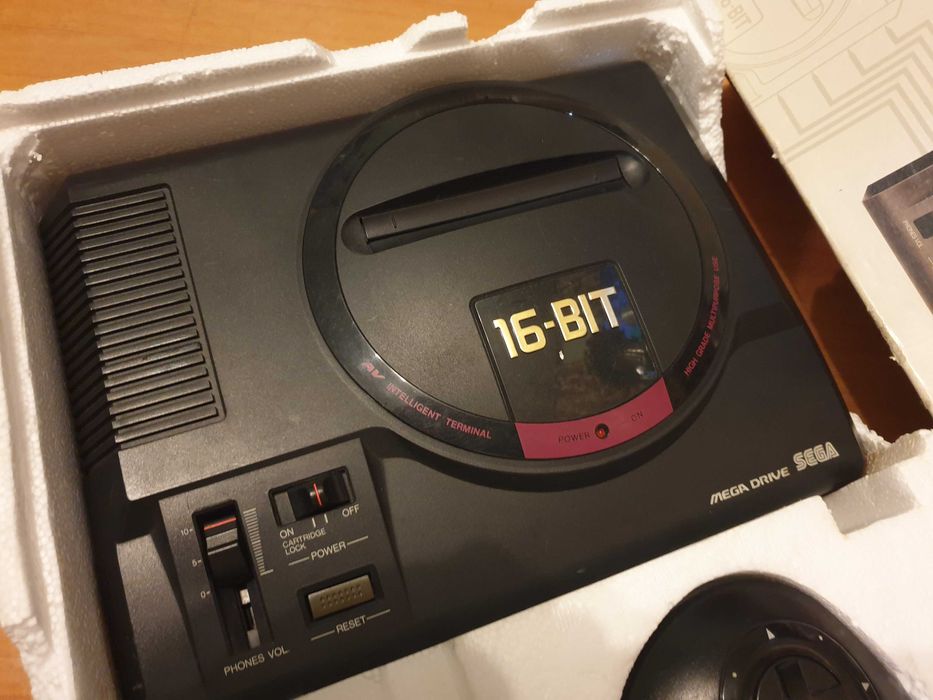 16-BIT
AV INTELLIGENT TERMINAL
HIGH GRADE MULTIPURPOSE USE
POWER ON
MEGA DRIVE SEGA
ON
OFF
CARTRIDGE
LOCK
POWER
10
5
0
RESET
PHONES VOL.